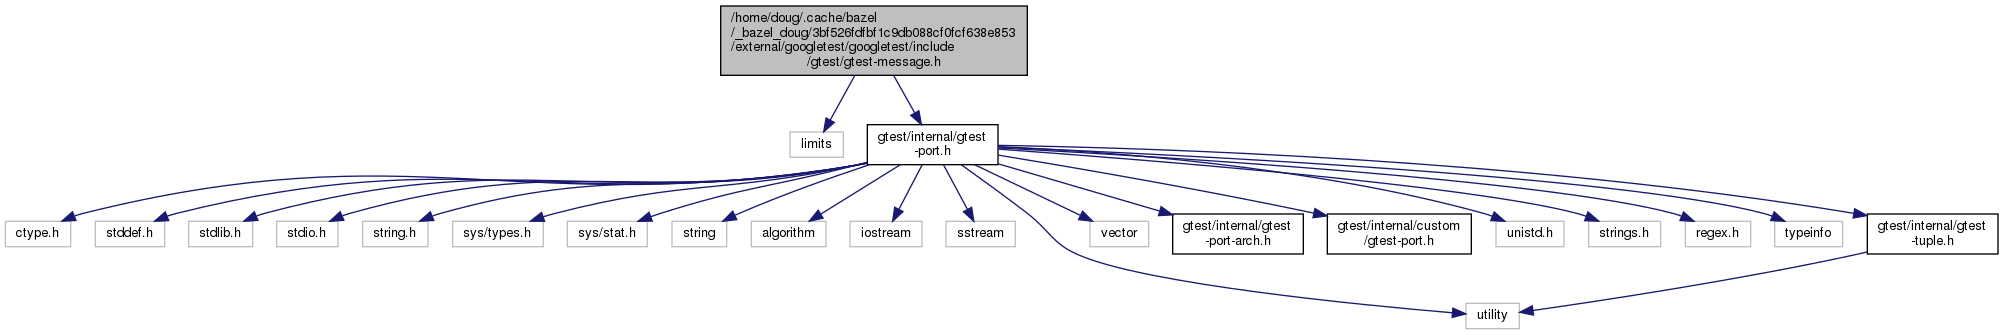 /home/doug/.cache/bazel
/_bazel_doug/3bf526fdfbf1c9db088cf0fcf638e853
/external/googletest/googletest/include
/gtest/gtest-message.h
limits
gtest/internal/gtest
-port.h
ctype.h
stddef.h
stdlib.h
stdio.h
string.h
sys/types.h
sys/stat.h
string
algorithm
iostream
sstream
vector
gtest/internal/gtest
-port-arch.h
gtest/internal/custom
/gtest-port.h
unistd.h
strings.h
regex.h
typeinfo
gtest/internal/gtest
-tuple.h
utility